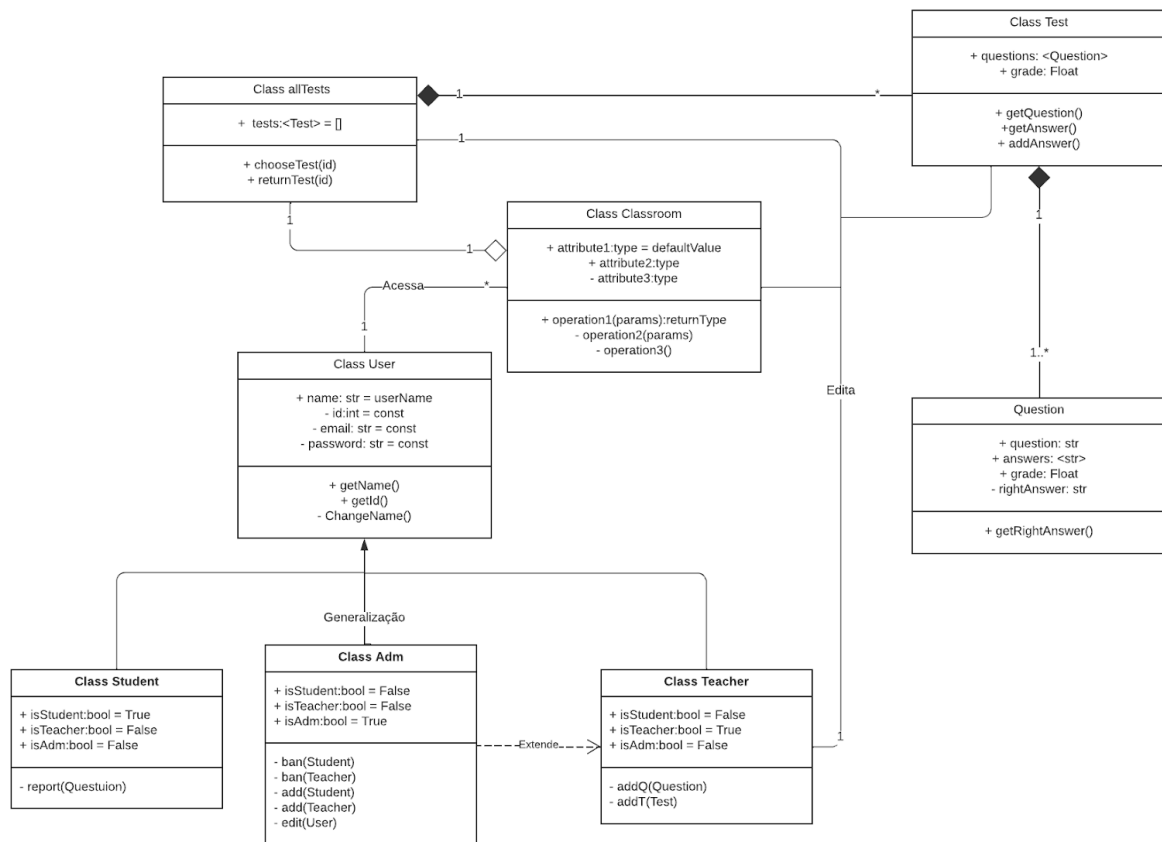 Class Test
+ questions: <Question>
+ grade: Float
+ getQuestion()
+getAnswer()
+ addAnswer()
Class allTests
+ tests:<Test> = []
+ chooseTest(id)
+ returnTest(id)
1
*
1
1
1
Class Classroom
+ attribute1:type = defaultValue
+ attribute2:type
- attribute3:type
+ operation1(params):returnType
- operation2(params)
- operation3()
Acessa
*
1
1
1..*
Class User
+ name: str = userName
- id:int = const
- email: str = const
- password: str = const
+ getName()
+ getId()
- ChangeName()
Edita
Question
+ question: str
+ answers: <str>
+ grade: Float
- rightAnswer: str
+ getRightAnswer()
Generalização
Class Student
+ isStudent:bool = True
+ isTeacher:bool = False
+ isAdm:bool = False
- report(Questuion)
Class Adm
+ isStudent:bool = False
+ isTeacher:bool = False
+ isAdm:bool = True
- ban(Student)
- ban(Teacher)
- add(Student)
- add(Teacher)
- edit(User)
Extende
Class Teacher
+ isStudent:bool = False
+ isTeacher:bool = True
+ isAdm:bool = False
- addQ(Question)
- addT(Test)
1